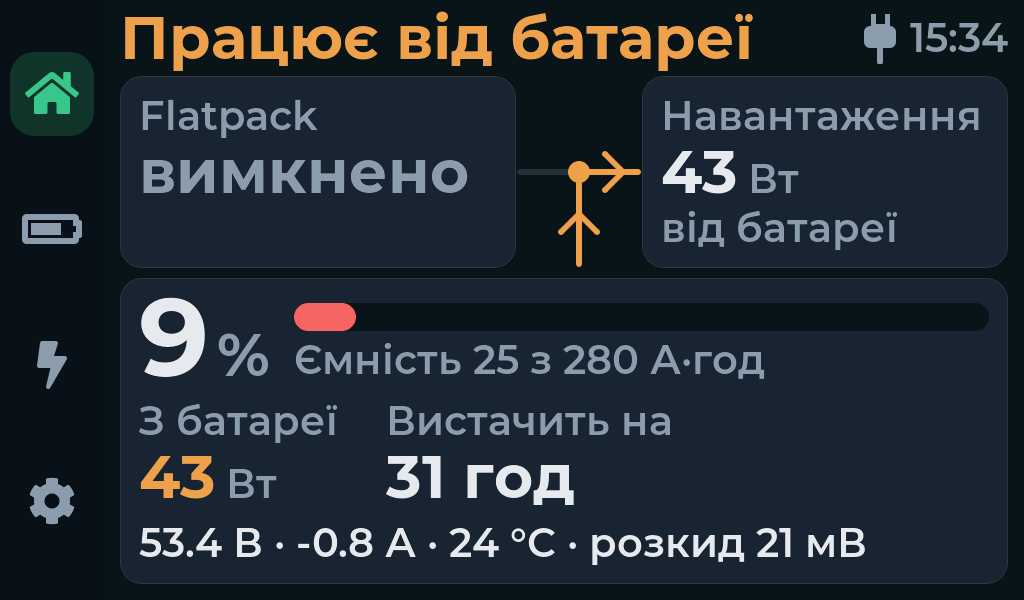 Працює від батареї
15:34
Flatpack
вимкнено
Навантаження
43 Вт
від батареї
9 %
Ємність 25 з 280 А·год
З батареї
43 Вт
Вистачить на
31 год
53.4 В · -0.8 А · 24 °C · розкид 21 мВ